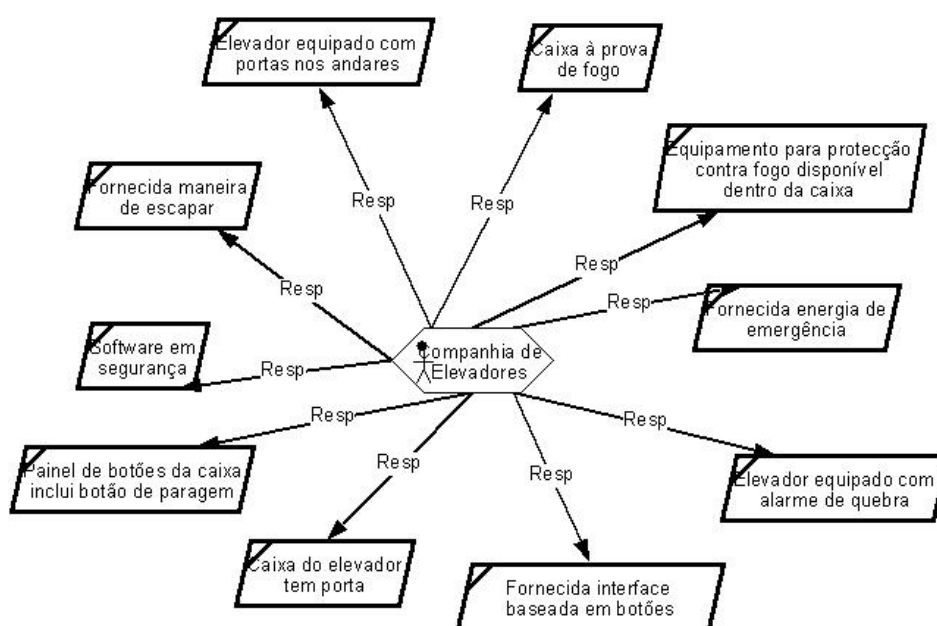 Elevador equipado com
portas nos andares
Caixa à prova
de fogo
Equipamento para protecção
contra fogo disponível
dentro da caixa
Fornecida maneira
de escapar
Resp
Resp
Resp
Resp
Resp
Fornecida energia de
emergência
Software em
segurança
Resp
Companhia de
Elevadores
Resp
Resp
Painel de botões da caixa
inclui botão de paragem
Resp
Resp
Elevador equipado com
alarme de quebra
Caixa do elevador
tem porta
Fornecida interface
baseada em botões